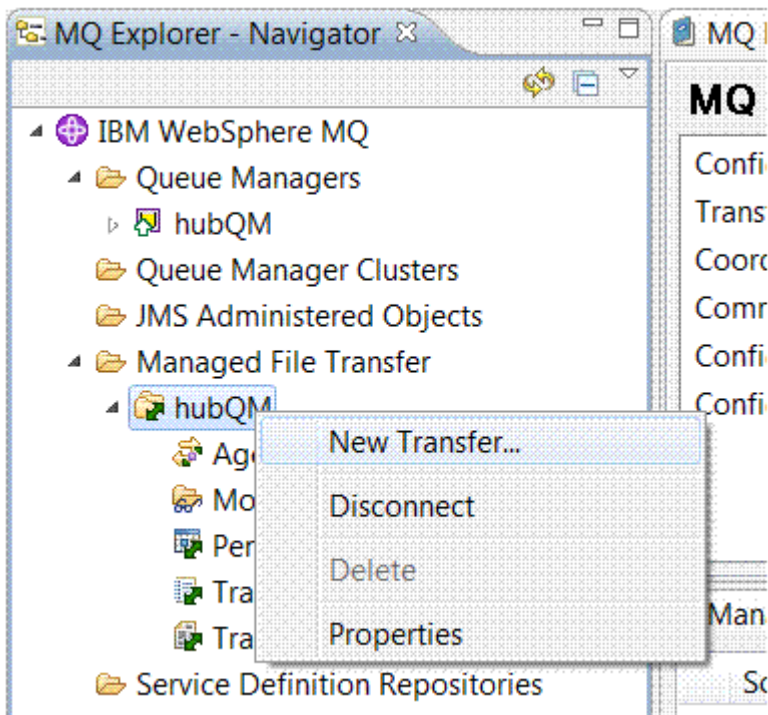 MQ Explorer - Navigator
MQ
MQ
IBM WebSphere MQ
Queue Managers
hubQM
Queue Manager Clusters
JMS Administered Objects
Managed File Transfer
hubQM
New Transfer...
Disconnect
Delete
Properties
Service Definition Repositories